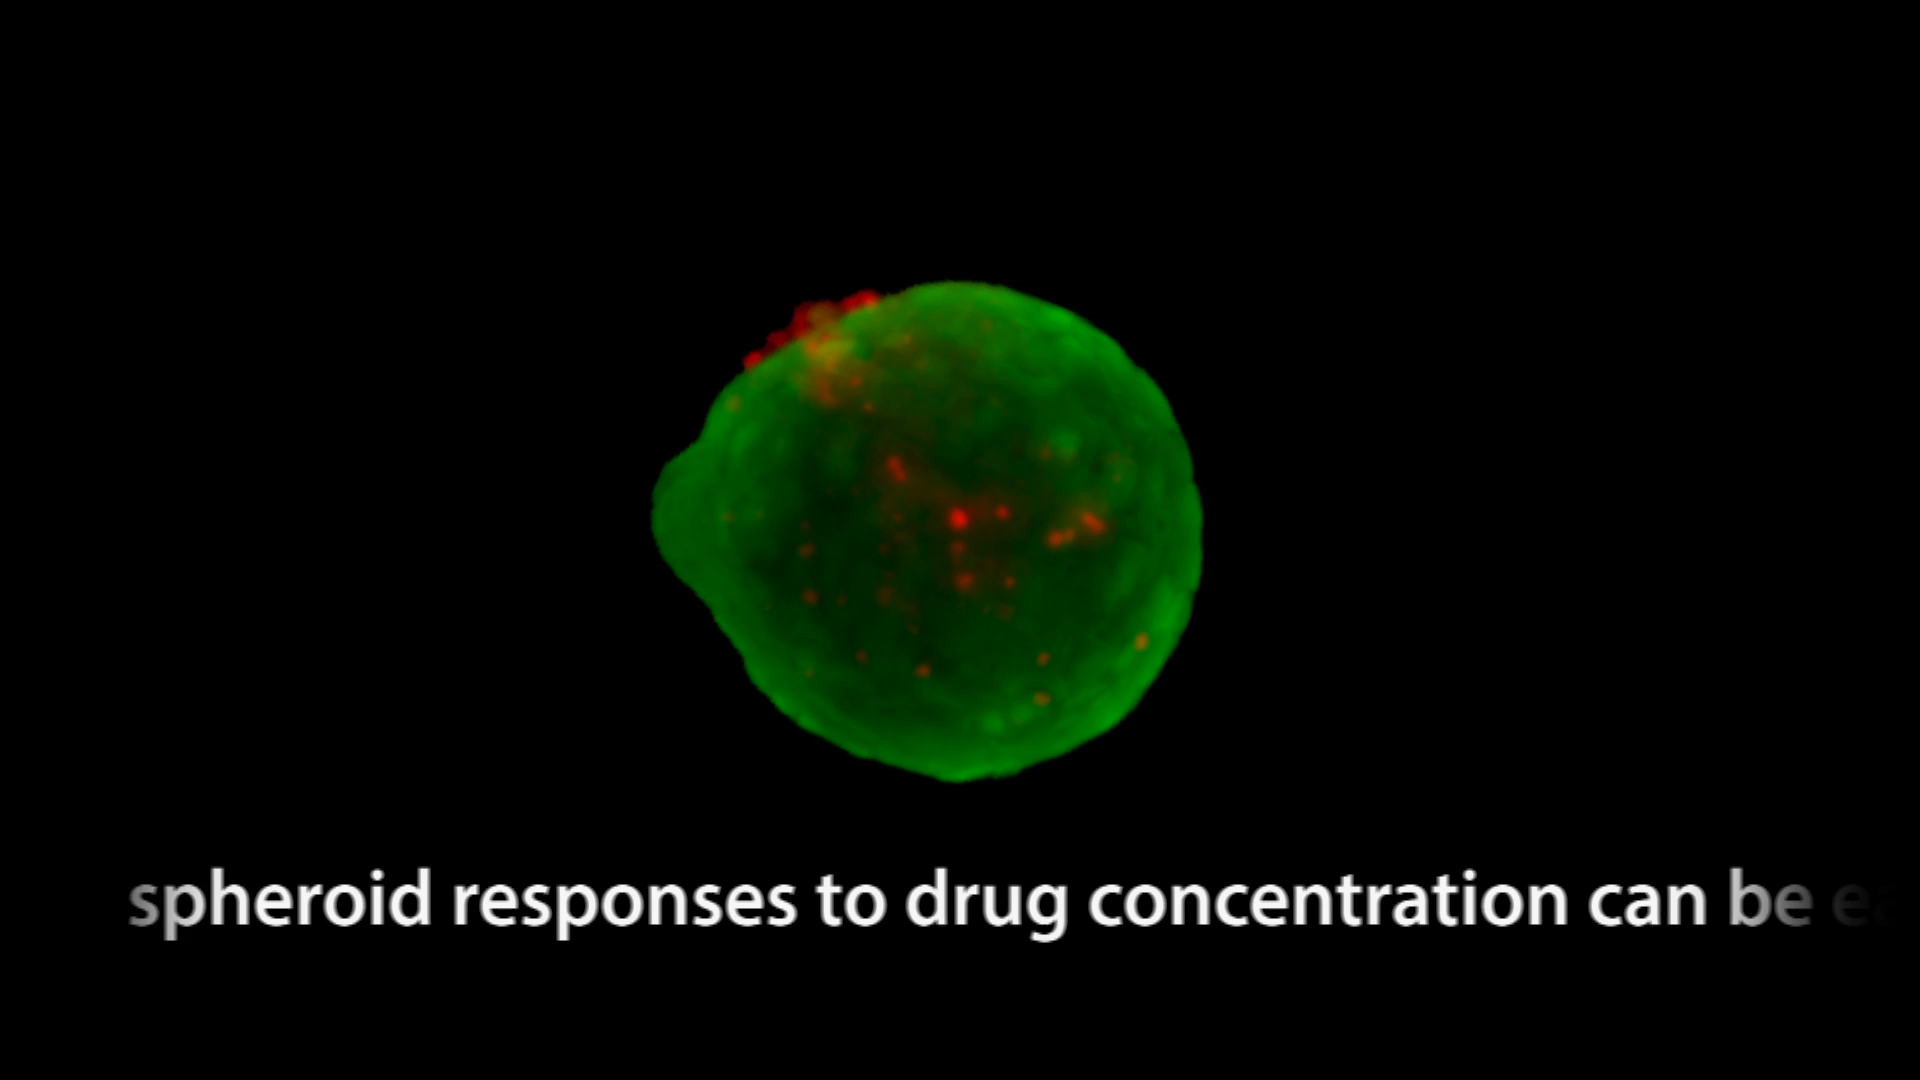 spheroid responses to drug concentration can be